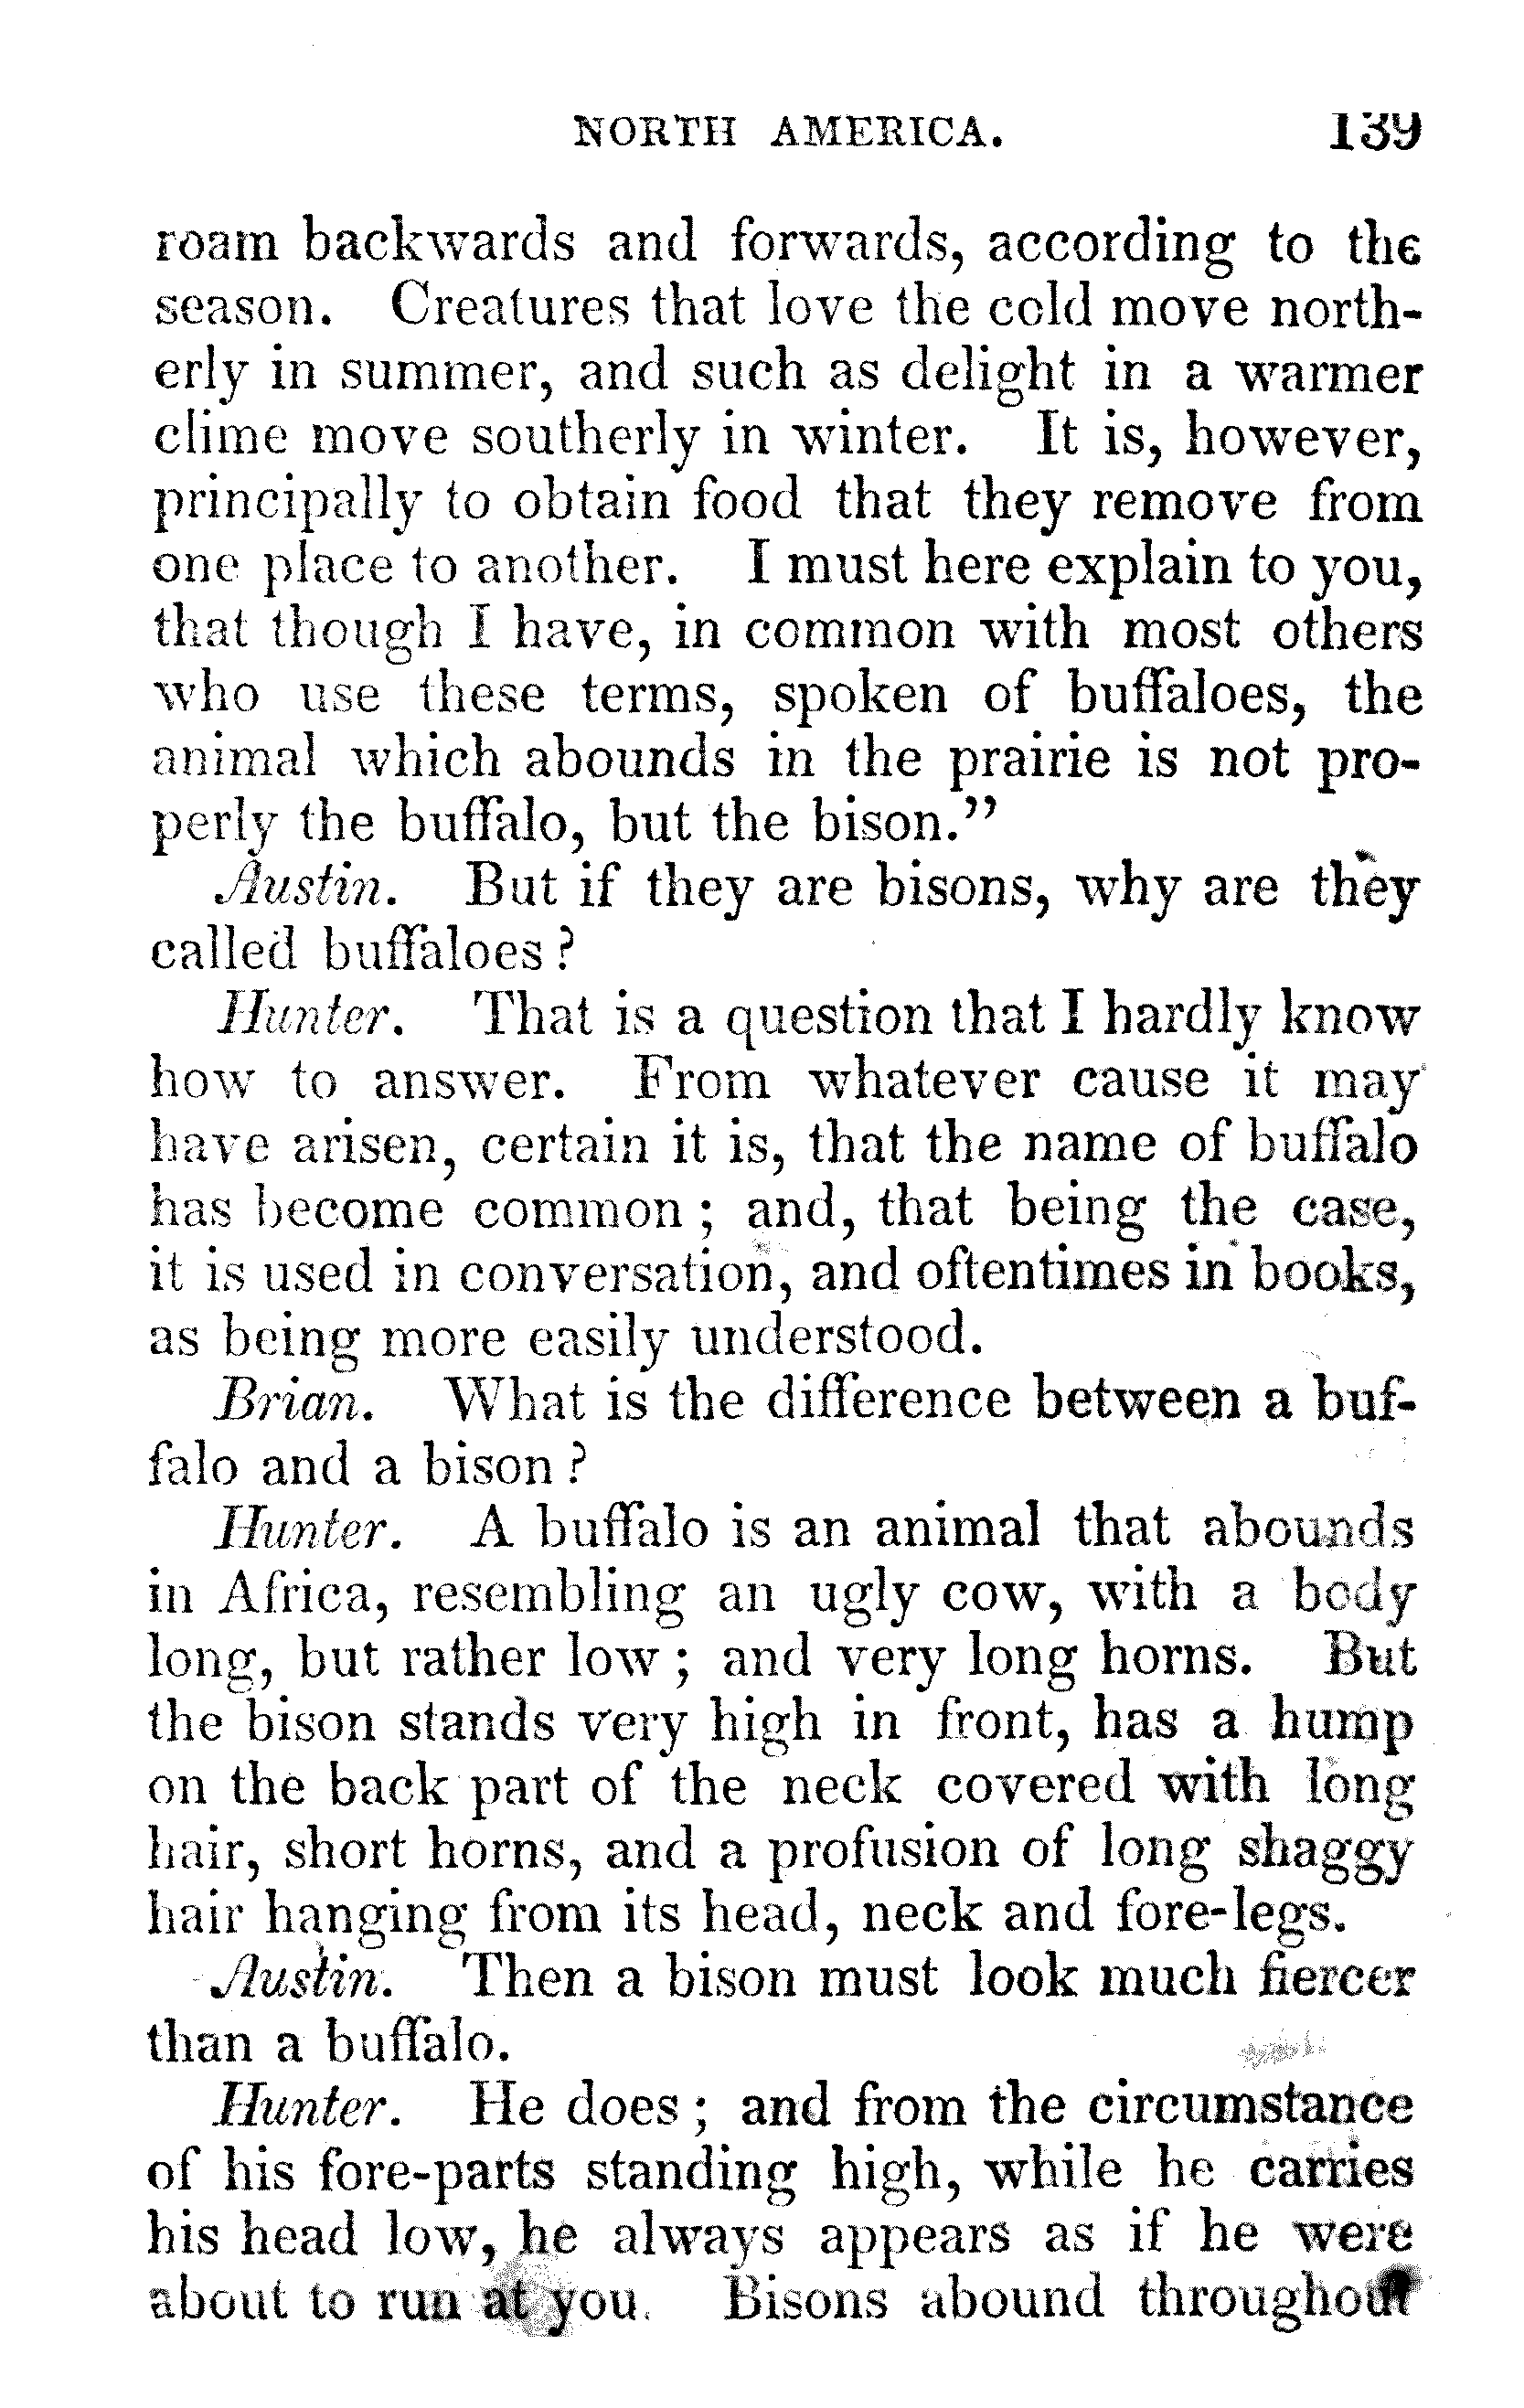 NORTH AMERICA. 139
roam backwards and forwards, according to the
season. Creatures that love the cold move north-
erly in summer, and such as delight in a warmer
clime move southerly in winter. It is, however,
principally to obtain food that they remove from
one place to another. I must here explain to you,
that though I have, in common with most others
who use these terms, spoken of buffaloes, the
animal which abounds in the prairie is not pro-
perly the buffalo, but the bison.”
Austin. But if they are bisons, why are they
called buffaloes?
Hunter. That is a question that I hardly know
how to answer. From whatever cause it may
have arisen, certain it is, that the name of buffalo
has become common; and, that being the case,
it is used in conversation, and oftentimes in books,
as being more easily understood.
Brian. What is the difference between a buf-
falo and a bison?
Hunter. A buffalo is an animal that abounds
in Africa, resembling an ugly cow, with a body
long, but rather low; and very long horns. But
the bison stands very high in front, has a hump
on the back part of the neck covered with long
hair, short horns, and a profusion of long shaggy
hair hanging from its head, neck and fore-legs.
Austin. Then a bison must look much fiercer
than a buffalo.
Hunter. He does; and from the circumstance
of his fore-parts standing high, while he carries
his head low, he always appears as if he were
about to run at you. Bisons abound throughout